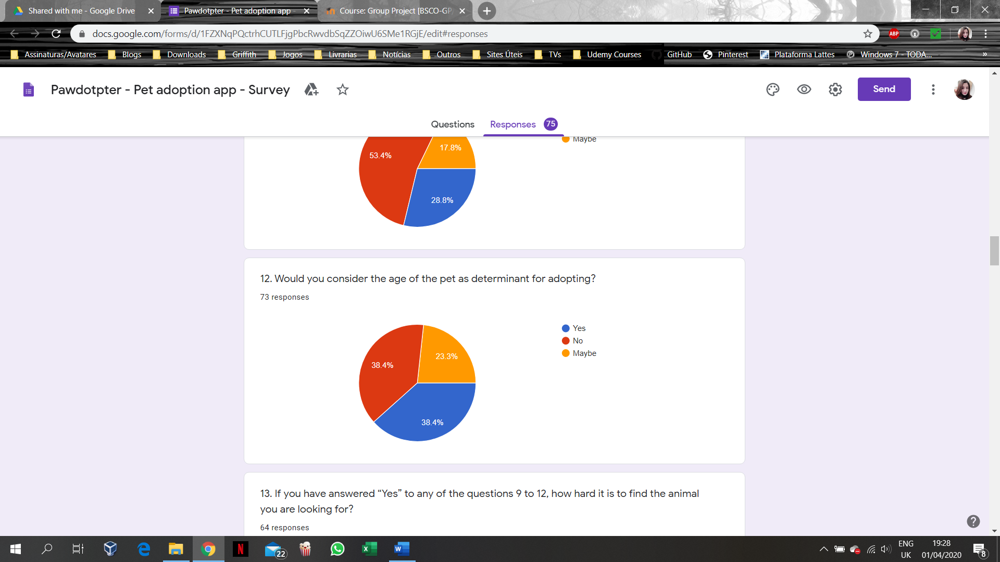 Shared with me - Google Drive
Pawdotpter - Pet adoption app -
Course: Group Project [BSCO-GP
docs.google.com/forms/d/1FZXNqPQctrhCUTLFjgPbcRwvdbSqZZOiwU6SMe1RGjE/edit#responses
ABP
Assinaturas/Avatares Blogs Downloads Griffith Jogos Livrarias Notícias Outros Sites Úteis TVs Udemy Courses GitHub Pinterest Plataforma Lattes Windows 7 - TODA... »
Pawdotpter - Pet adoption app - Survey
Send
Questions Responses 75
Maybe
17.8%
53.4%
28.8%
12. Would you consider the age of the pet as determinant for adopting?
73 responses
Yes
No
Maybe
23.3%
38.4%
38.4%
13. If you have answered “Yes” to any of the questions 9 to 12, how hard it is to find the animal
you are looking for?
64 responses
22
ENG
UK
19:28
01/04/2020
8